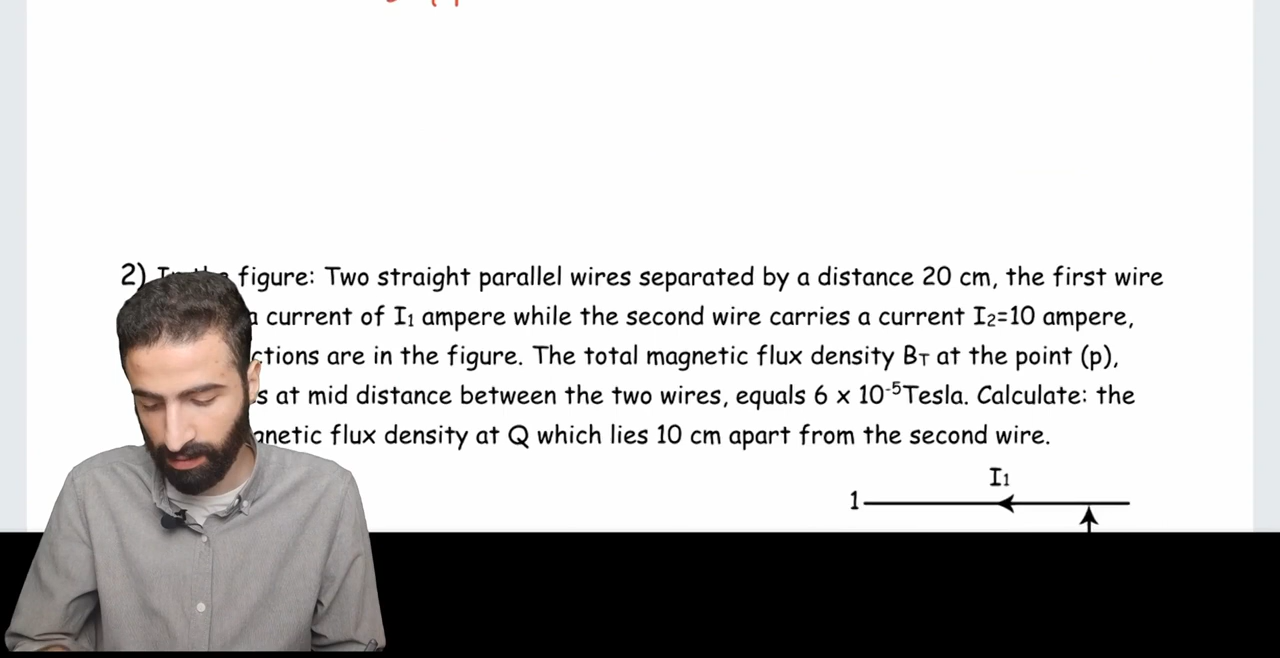 2) In the figure: Two straight parallel wires separated by a distance 20 cm, the first wire
a current of I₁ ampere while the second wire carries a current I₂=10 ampere,
are in the figure. The total magnetic flux density Bᴛ at the point (p),
at mid distance between the two wires, equals 6 x 10⁻⁵Tesla. Calculate: the
flux density at Q which lies 10 cm apart from the second wire.
I₁
1